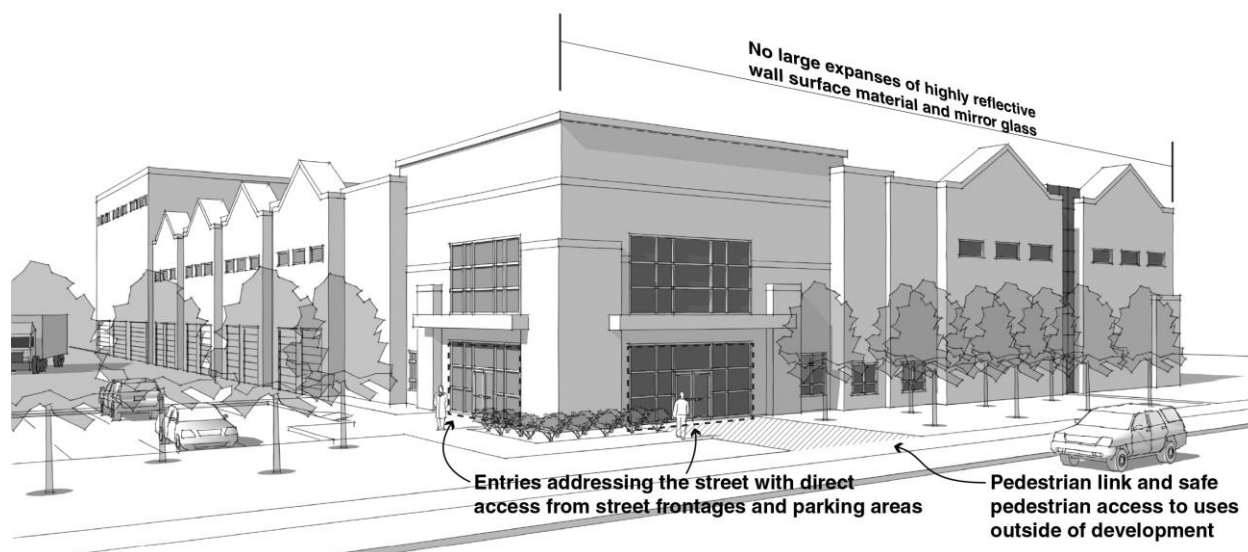 No large expanses of highly reflective
wall surface material and mirror glass
Entries addressing the street with direct
access from street frontages and parking areas
Pedestrian link and safe
pedestrian access to uses
outside of development